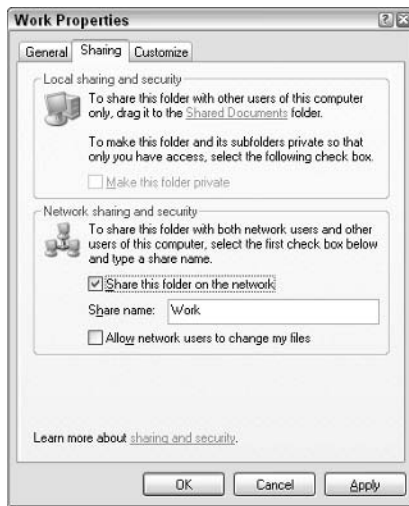 Work Properties
General Sharing Customize
Local sharing and security
To share this folder with other users of this computer
only, drag it to the Shared Documents folder.
To make this folder and its subfolders private so that
only you have access, select the following check box.
Make this folder private
Network sharing and security
To share this folder with both network users and other
users of this computer, select the first check box below
and type a share name.
Share this folder on the network
Share name: Work
Allow network users to change my files
Learn more about sharing and security.
OK Cancel Apply